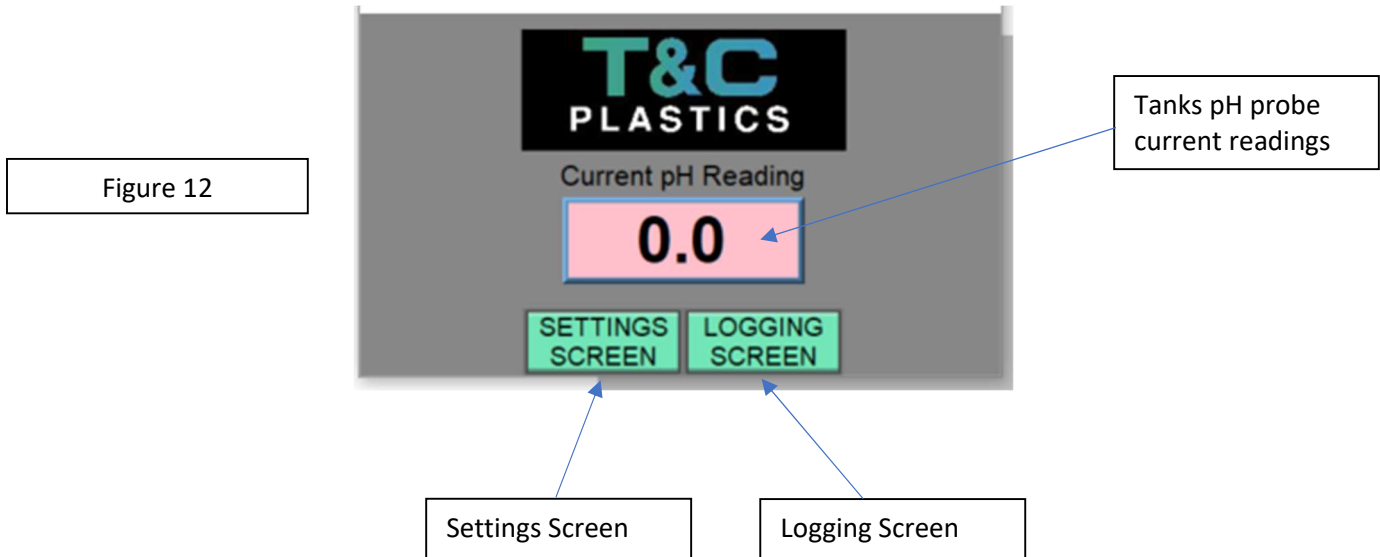 T&C
PLASTICS
Tanks pH probe
current readings
Figure 12
Current pH Reading
0.0
SETTINGS
SCREEN
LOGGING
SCREEN
Settings Screen
Logging Screen